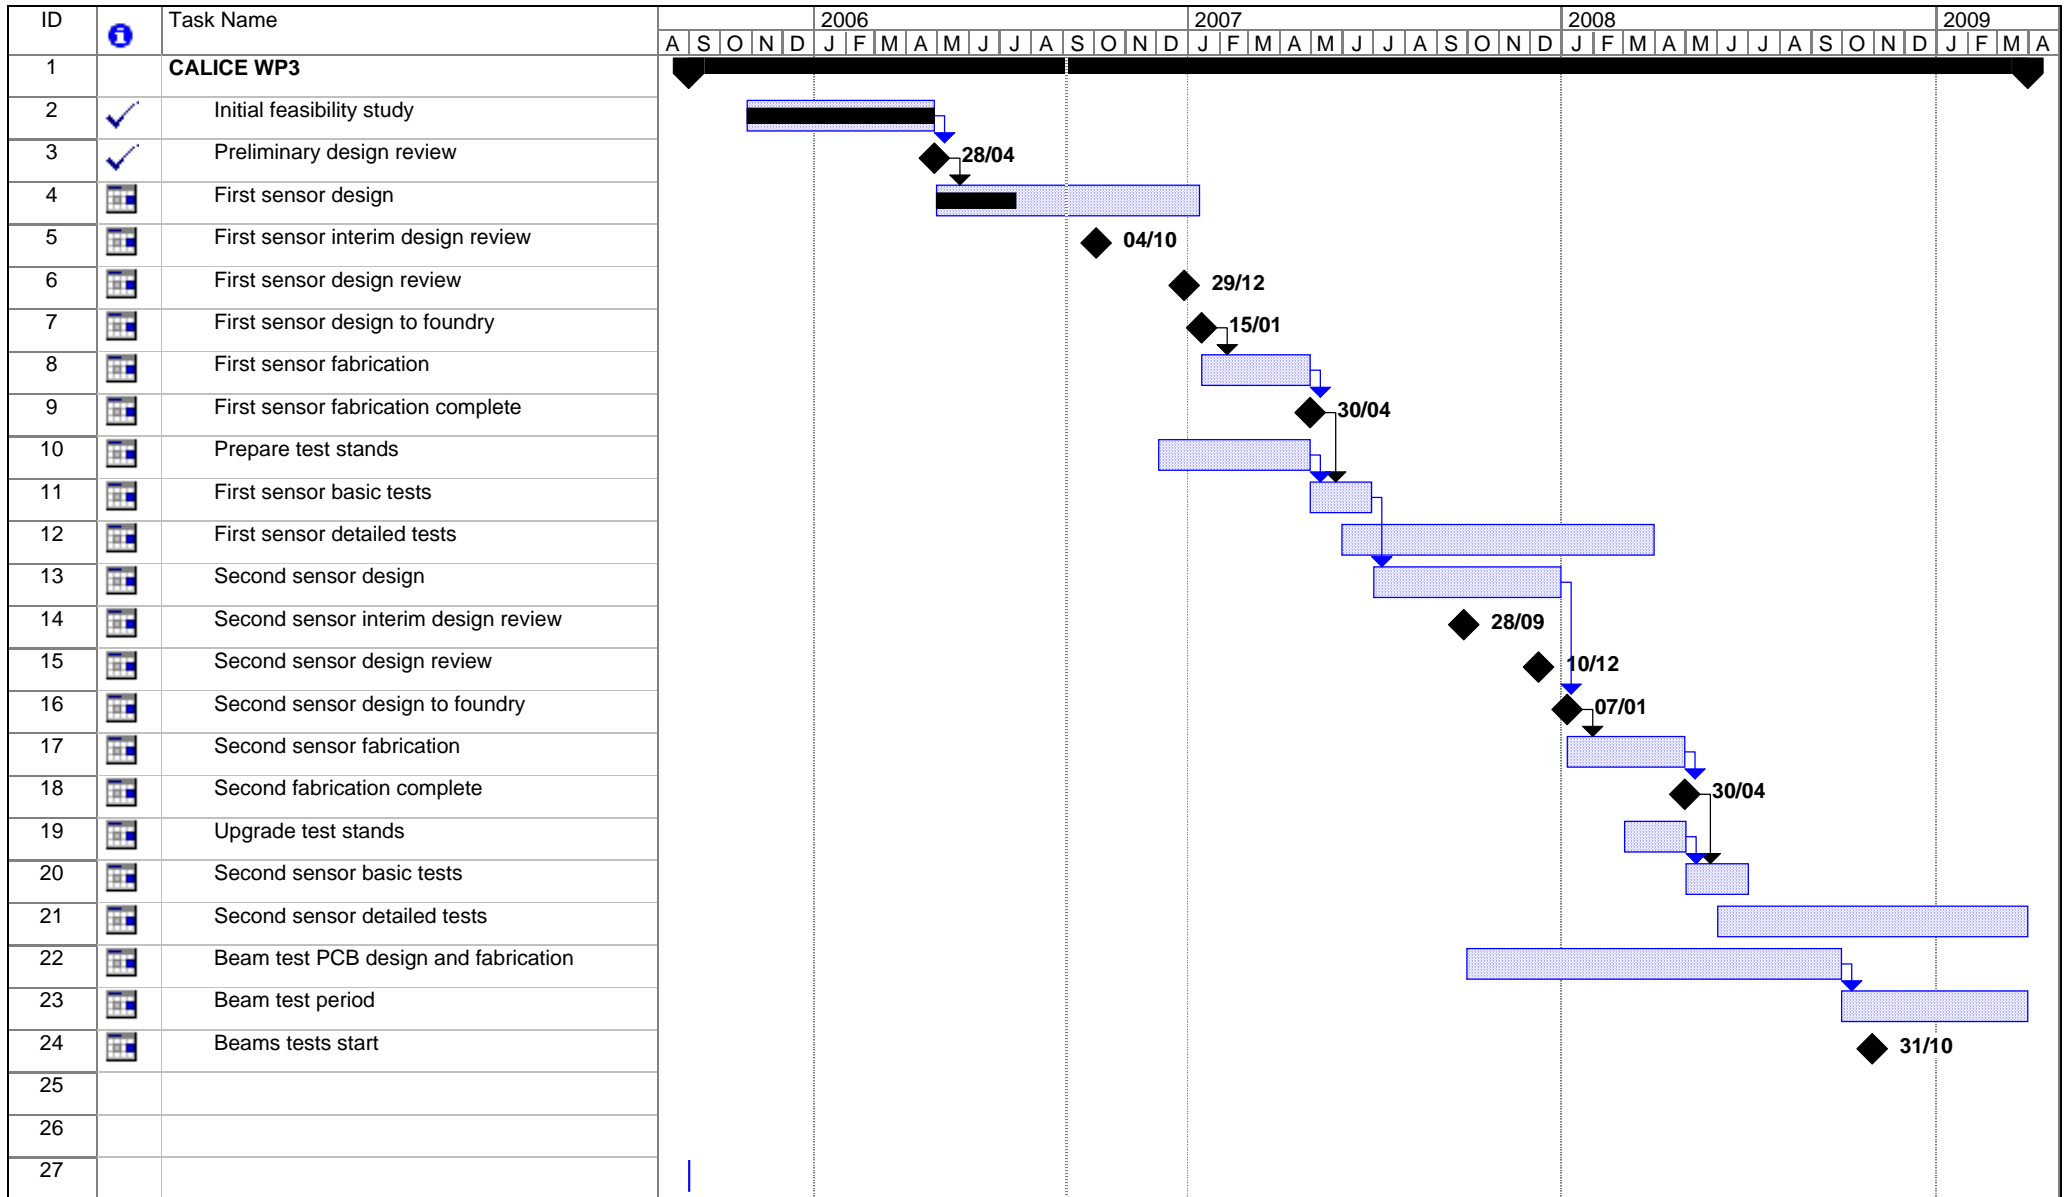 ID Task Name 2006 2007 2008 2009
A S O N D J F M A M J J A S O N D J F M A M J J A S O N D J F M A M J J A S O N D J F M A
1 CALICE WP3
2 Initial feasibility study
3 Preliminary design review 28/04
4 First sensor design
5 First sensor interim design review 04/10
6 First sensor design review 29/12
7 First sensor design to foundry 15/01
8 First sensor fabrication
9 First sensor fabrication complete 30/04
10 Prepare test stands
11 First sensor basic tests
12 First sensor detailed tests
13 Second sensor design
14 Second sensor interim design review 28/09
15 Second sensor design review 10/12
16 Second sensor design to foundry 07/01
17 Second sensor fabrication
18 Second fabrication complete 30/04
19 Upgrade test stands
20 Second sensor basic tests
21 Second sensor detailed tests
22 Beam test PCB design and fabrication
23 Beam test period
24 Beams tests start 31/10
25
26
27